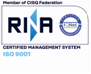 Member of CISQ Federation
RINA
CERTIFIED MANAGEMENT SYSTEM
ISO 9001